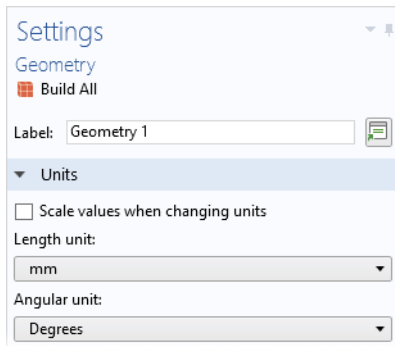 Settings
Geometry
Build All
Label: Geometry 1
Units
Scale values when changing units
Length unit:
mm
Angular unit:
Degrees